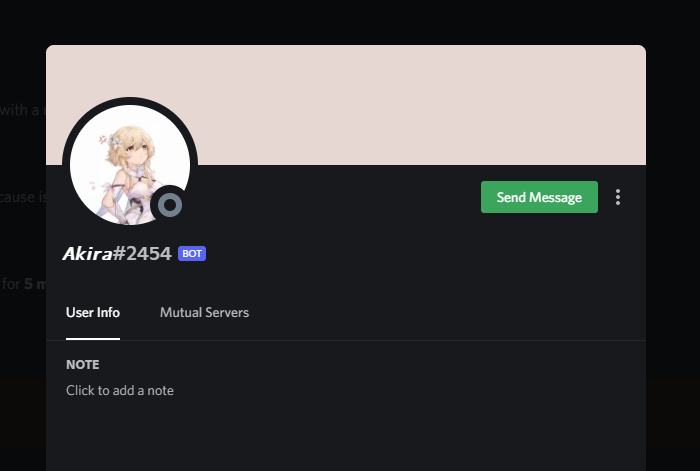 with a
Send Message
cause is
Akira#2454 BOT
for 5 m
User Info Mutual Servers
NOTE
Click to add a note